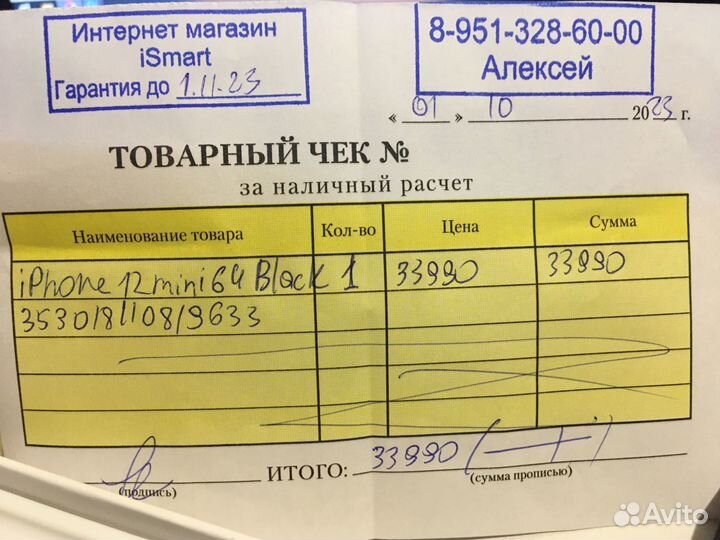 Интернет магазин
iSmart
Гарантия до 1.11.23
8-951-328-60-00
Алексей
« 01 » 10 2023 г.
ТОВАРНЫЙ ЧЕК №
за наличный расчет
Наименование товара Кол-во Цена Сумма
iPhone 12 mini 64 Black 1 33990 33990
353018110819633
ИТОГО: 33990
(подпись) (сумма прописью)
Avito